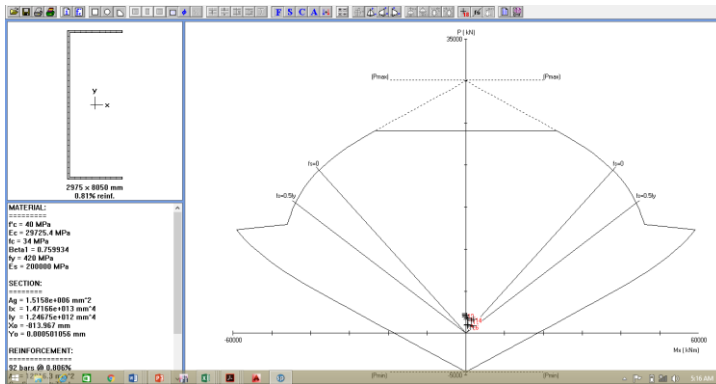 F S C A
P ( kN)
35000
(Pmax)
(Pmax)
y
x
fs=0
fs=0
2975 x 8050 mm
0.81% reinf.
fs=0.5fy
fs=0.5fy
MATERIAL:
=========
f'c = 40 MPa
Ec = 29725.4 MPa
fc = 34 MPa
Beta1 = 0.759934
fy = 420 MPa
Es = 200000 MPa
SECTION:
========
Ag = 1.5158e+006 mm^2
Ix = 1.47166e+013 mm^4
Iy = 1.24675e+012 mm^4
Xo = -813.967 mm
Yo = 0.000501056 mm
-60000
60000
Mx ( kNm)
REINFORCEMENT:
==============
92 bars @ 0.806%
(Pmin)
-5000
(Pmin)
5:16 AM